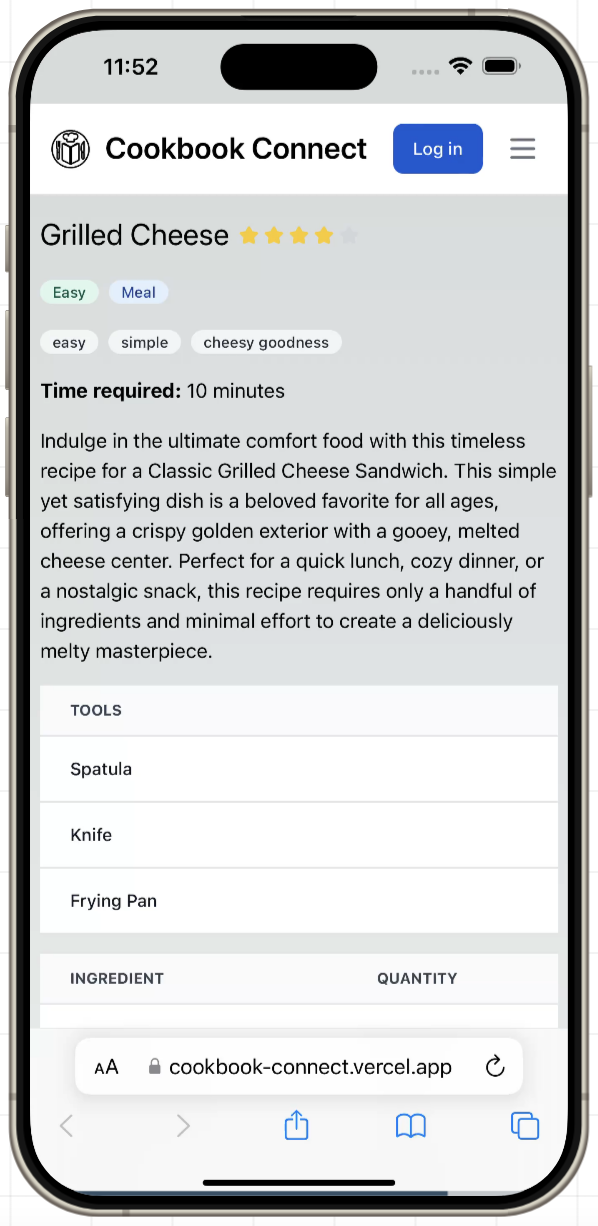 11:52
Cookbook Connect Log in
Grilled Cheese
Easy Meal
easy simple cheesy goodness
Time required: 10 minutes
Indulge in the ultimate comfort food with this timeless
recipe for a Classic Grilled Cheese Sandwich. This simple
yet satisfying dish is a beloved favorite for all ages,
offering a crispy golden exterior with a gooey, melted
cheese center. Perfect for a quick lunch, cozy dinner, or
a nostalgic snack, this recipe requires only a handful of
ingredients and minimal effort to create a deliciously
melty masterpiece.
TOOLS
Spatula
Knife
Frying Pan
INGREDIENT QUANTITY
AA cookbook-connect.vercel.app